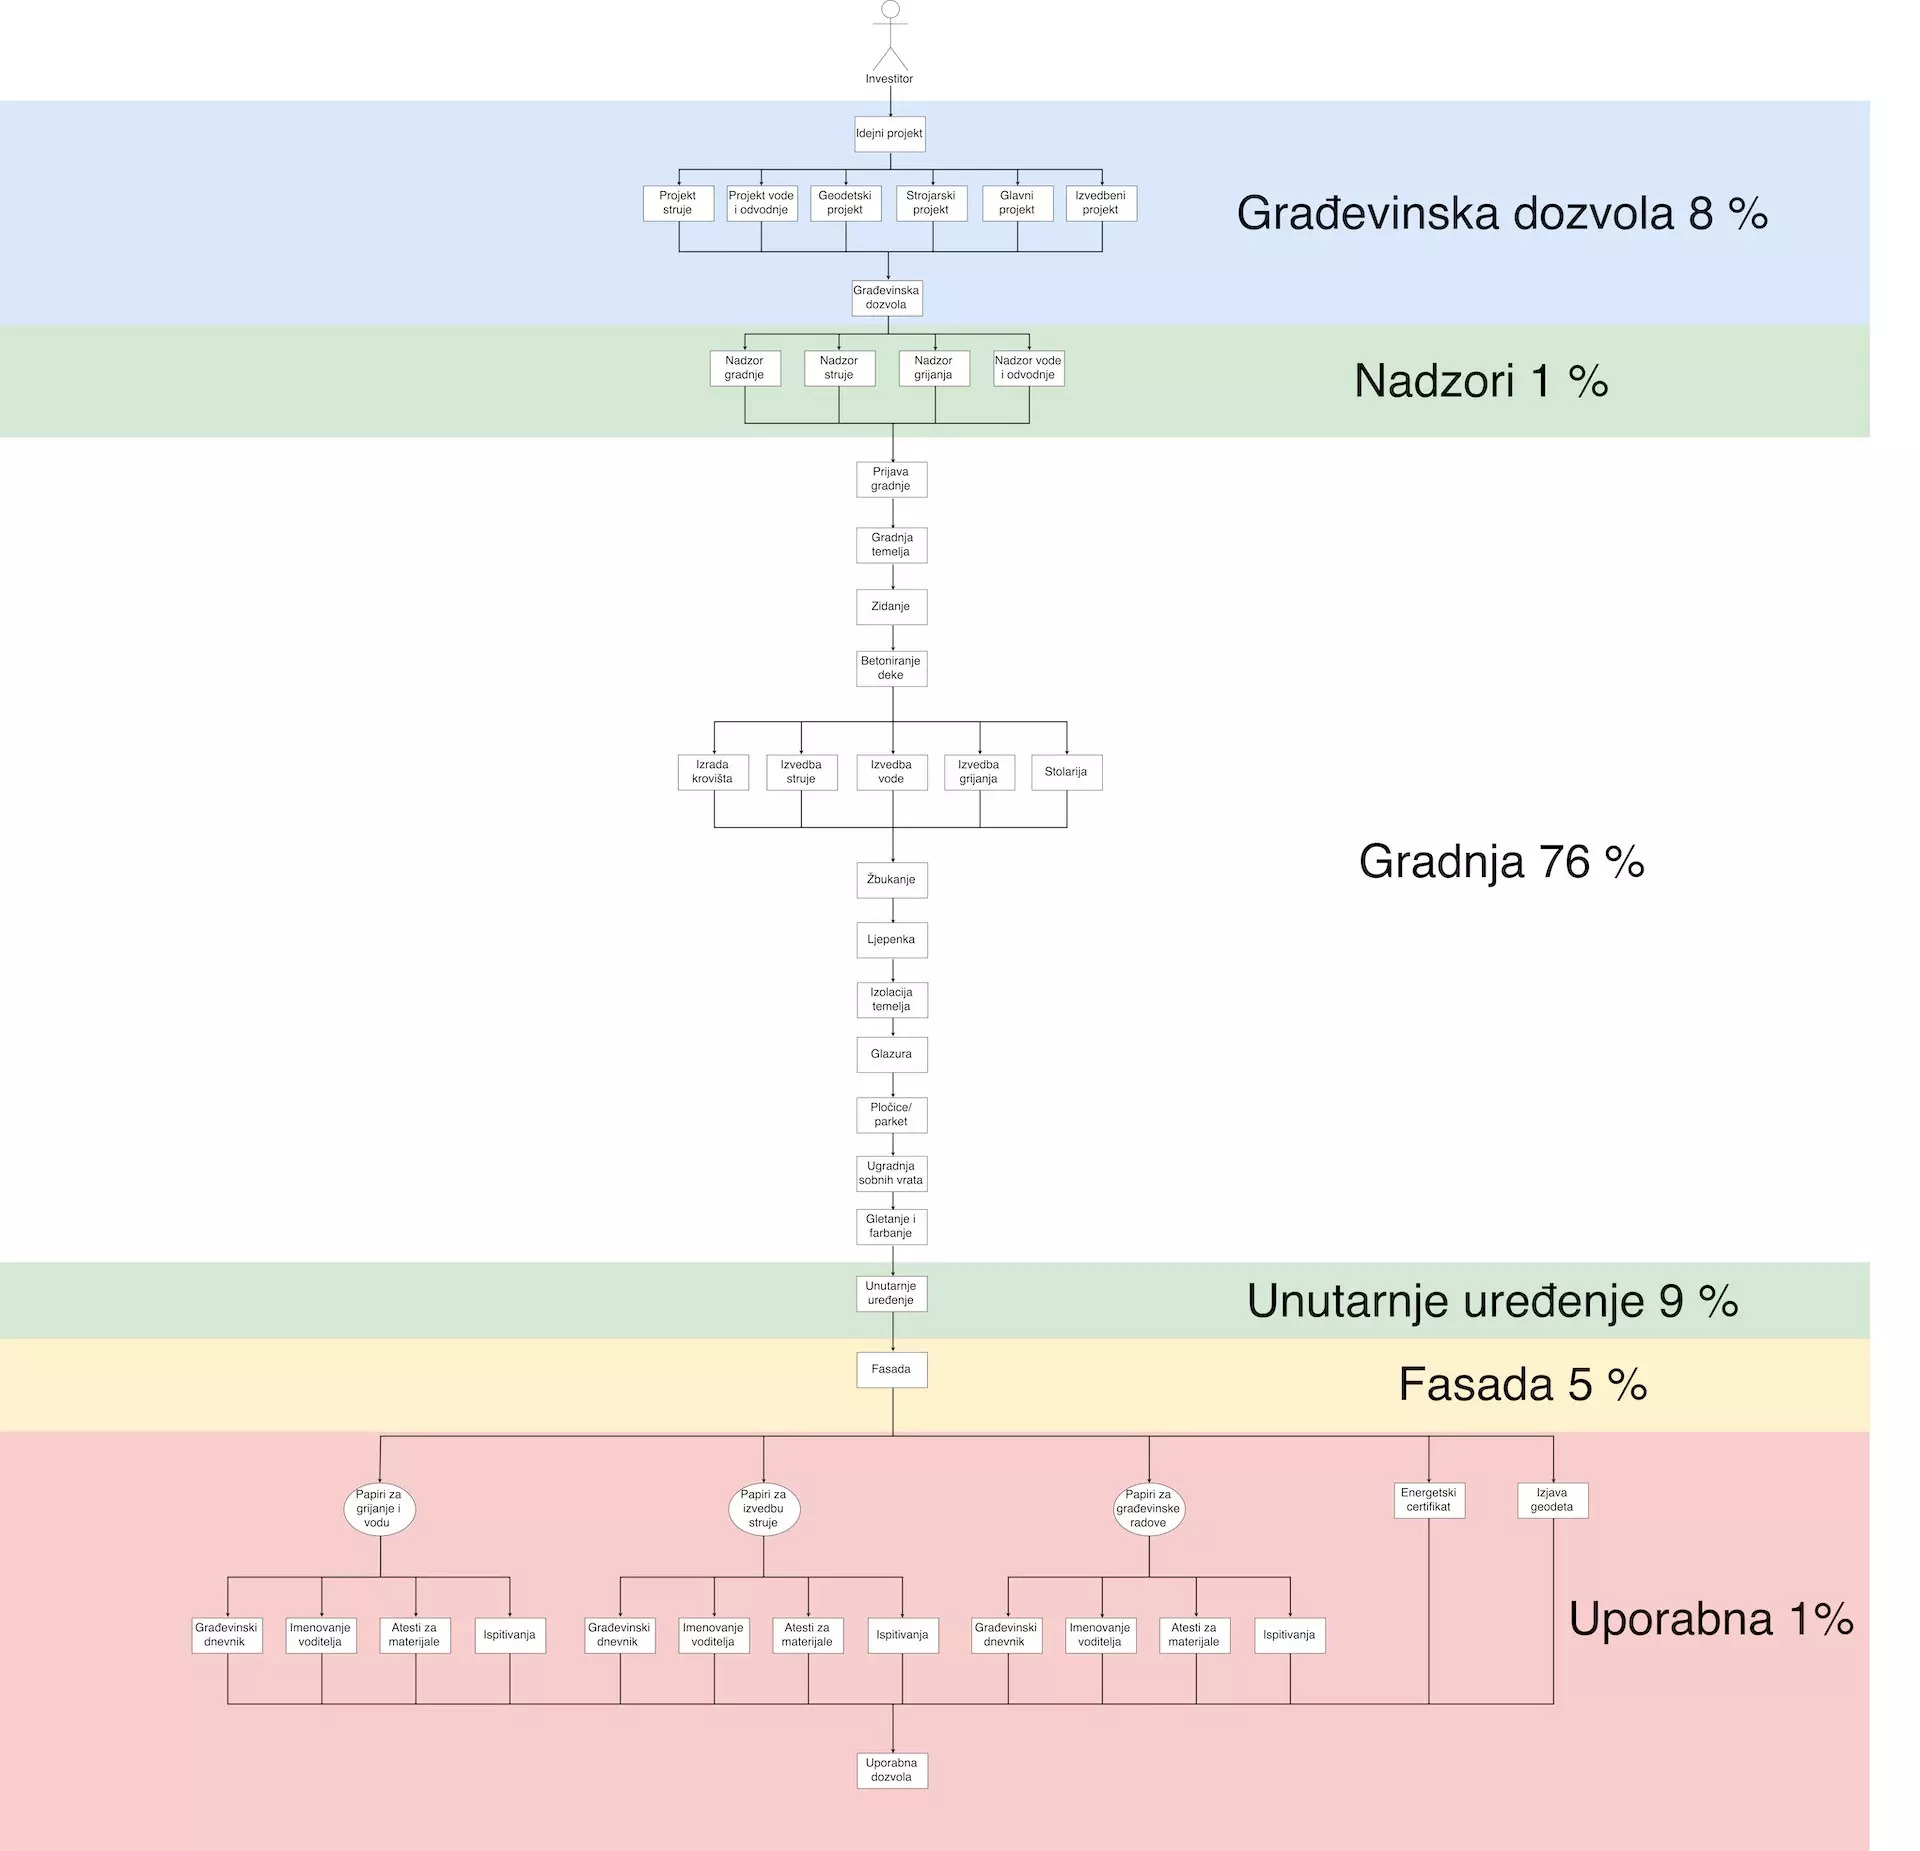 Investitor
Idejni projekt
Projekt
struje
Projekt vode
i odvodnje
Geodetski
projekt
Strojarski
projekt
Glavni
projekt
Izvedbeni
projekt
Građevinska dozvola 8 %
Građevinska
dozvola
Nadzor
gradnje
Nadzor
struje
Nadzor
grijanja
Nadzor vode
i odvodnje
Nadzori 1 %
Prijava
gradnje
Gradnja
temelja
Zidanje
Betoniranje
deke
Izrada
krovišta
Izvedba
struje
Izvedba
vode
Izvedba
grijanja
Stolarija
Gradnja 76 %
Žbukanje
Ljepenka
Izolacija
temelja
Glazura
Pločice/
parket
Ugradnja
sobnih vrata
Gletanje i
farbanje
Unutarnje
uređenje
Unutarnje uređenje 9 %
Fasada
Fasada 5 %
Papiri za
grijanje i
vodu
Papiri za
izvedbu
struje
Papiri za
građevinske
radove
Energetski
certifikat
Izjava
geodeta
Građevinski
dnevnik
Imenovanje
voditelja
Atesti za
materijale
Ispitivanja
Građevinski
dnevnik
Imenovanje
voditelja
Atesti za
materijale
Ispitivanja
Građevinski
dnevnik
Imenovanje
voditelja
Atesti za
materijale
Ispitivanja
Uporabna 1%
Uporabna
dozvola